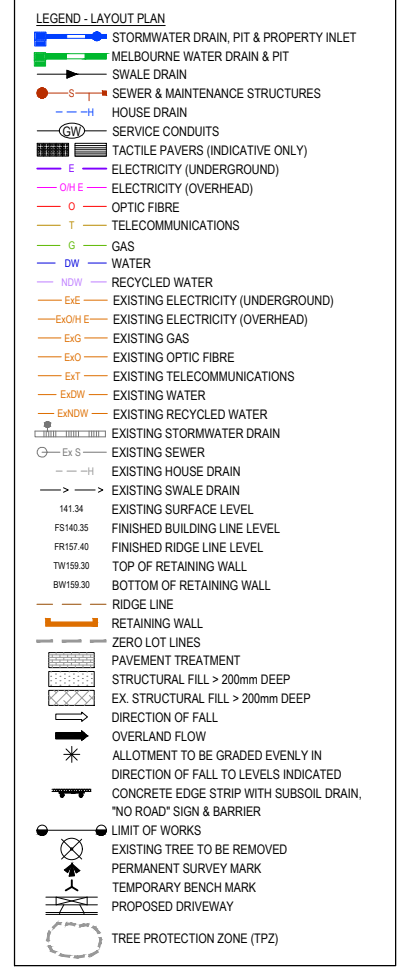 LEGEND - LAYOUT PLAN
STORMWATER DRAIN, PIT & PROPERTY INLET
MELBOURNE WATER DRAIN & PIT
SWALE DRAIN
S SEWER & MAINTENANCE STRUCTURES
H HOUSE DRAIN
GW SERVICE CONDUITS
TACTILE PAVERS (INDICATIVE ONLY)
E ELECTRICITY (UNDERGROUND)
O/H E ELECTRICITY (OVERHEAD)
O OPTIC FIBRE
T TELECOMMUNICATIONS
G GAS
DW WATER
NDW RECYCLED WATER
ExE EXISTING ELECTRICITY (UNDERGROUND)
ExO/H E EXISTING ELECTRICITY (OVERHEAD)
ExG EXISTING GAS
ExO EXISTING OPTIC FIBRE
ExT EXISTING TELECOMMUNICATIONS
ExDW EXISTING WATER
ExNDW EXISTING RECYCLED WATER
EXISTING STORMWATER DRAIN
Ex S EXISTING SEWER
H EXISTING HOUSE DRAIN
EXISTING SWALE DRAIN
141.34 EXISTING SURFACE LEVEL
FS140.35 FINISHED BUILDING LINE LEVEL
FR157.40 FINISHED RIDGE LINE LEVEL
TW159.30 TOP OF RETAINING WALL
BW159.30 BOTTOM OF RETAINING WALL
RIDGE LINE
RETAINING WALL
ZERO LOT LINES
PAVEMENT TREATMENT
STRUCTURAL FILL > 200mm DEEP
EX. STRUCTURAL FILL > 200mm DEEP
DIRECTION OF FALL
OVERLAND FLOW
ALLOTMENT TO BE GRADED EVENLY IN
DIRECTION OF FALL TO LEVELS INDICATED
CONCRETE EDGE STRIP WITH SUBSOIL DRAIN,
"NO ROAD" SIGN & BARRIER
LIMIT OF WORKS
EXISTING TREE TO BE REMOVED
PERMANENT SURVEY MARK
TEMPORARY BENCH MARK
PROPOSED DRIVEWAY
TREE PROTECTION ZONE (TPZ)